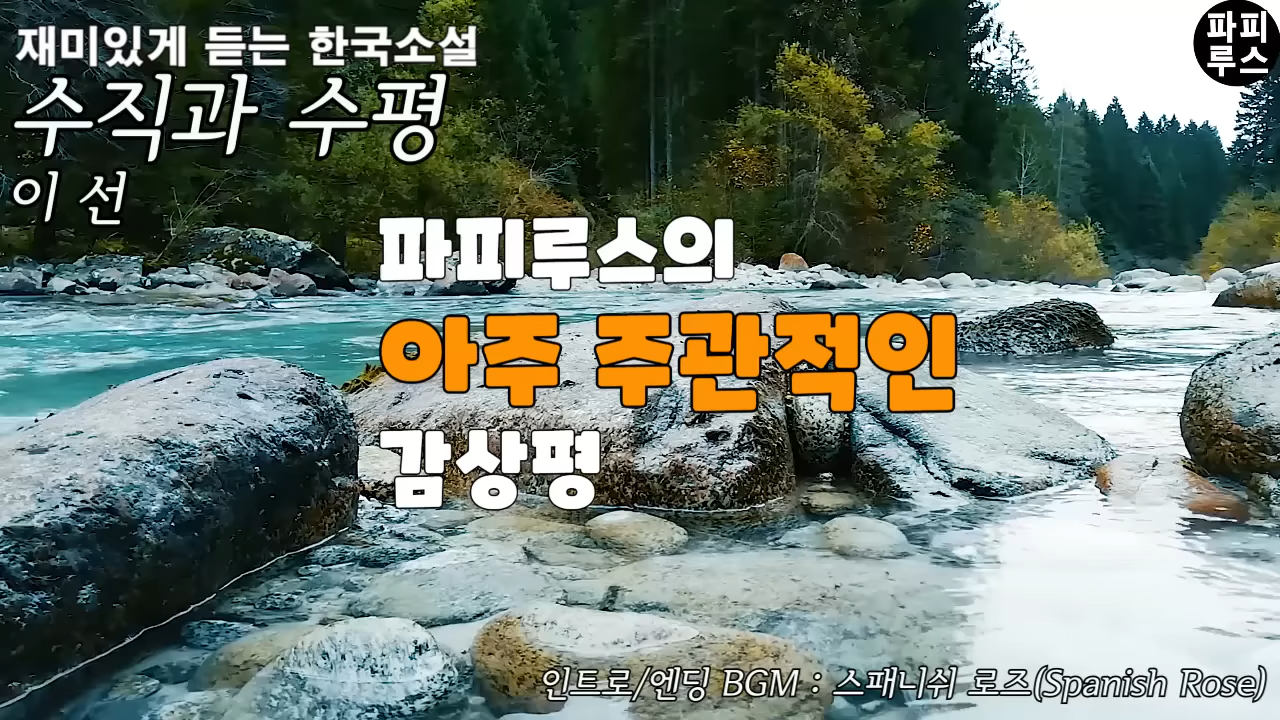 재미있게 듣는 한국소설
수직과 수평
이 선
파피
루스
파피루스의
아주 주관적인
감상평
인트로/엔딩 BGM : 스패니쉬 로즈(Spanish Rose)